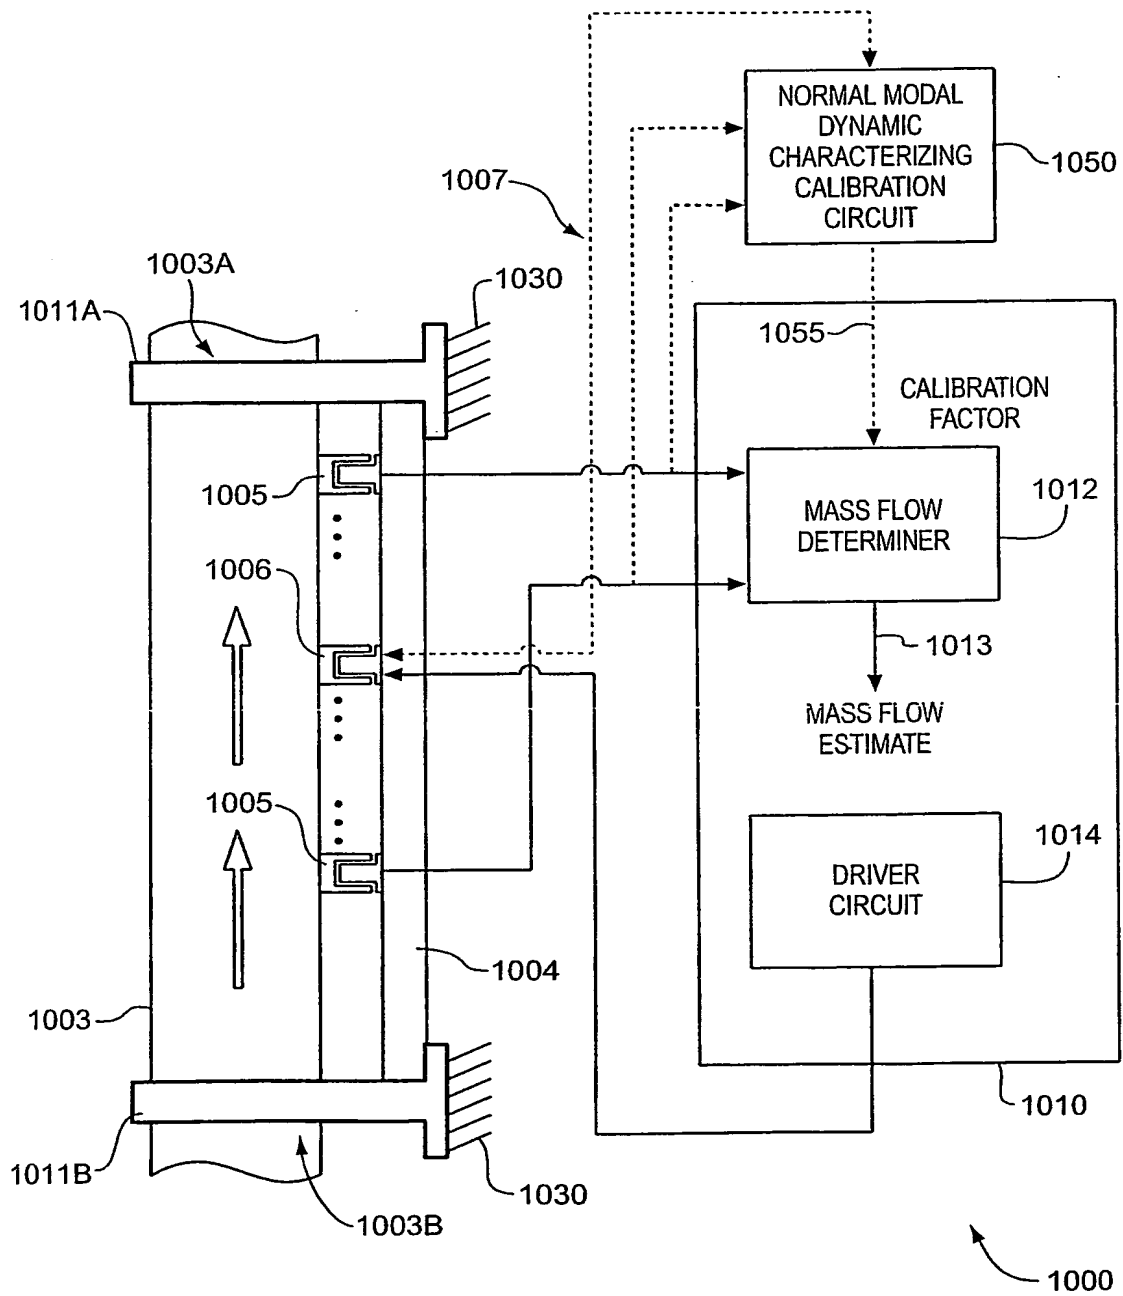 NORMAL MODAL
DYNAMIC
CHARACTERIZING
CALIBRATION
CIRCUIT
1050
1007
1003A
1011A
1030
1055
CALIBRATION
FACTOR
1005
MASS FLOW
DETERMINER
1012
1006
1013
MASS FLOW
ESTIMATE
1005
DRIVER
CIRCUIT
1014
1004
1003
1010
1011B
1030
1003B
1000